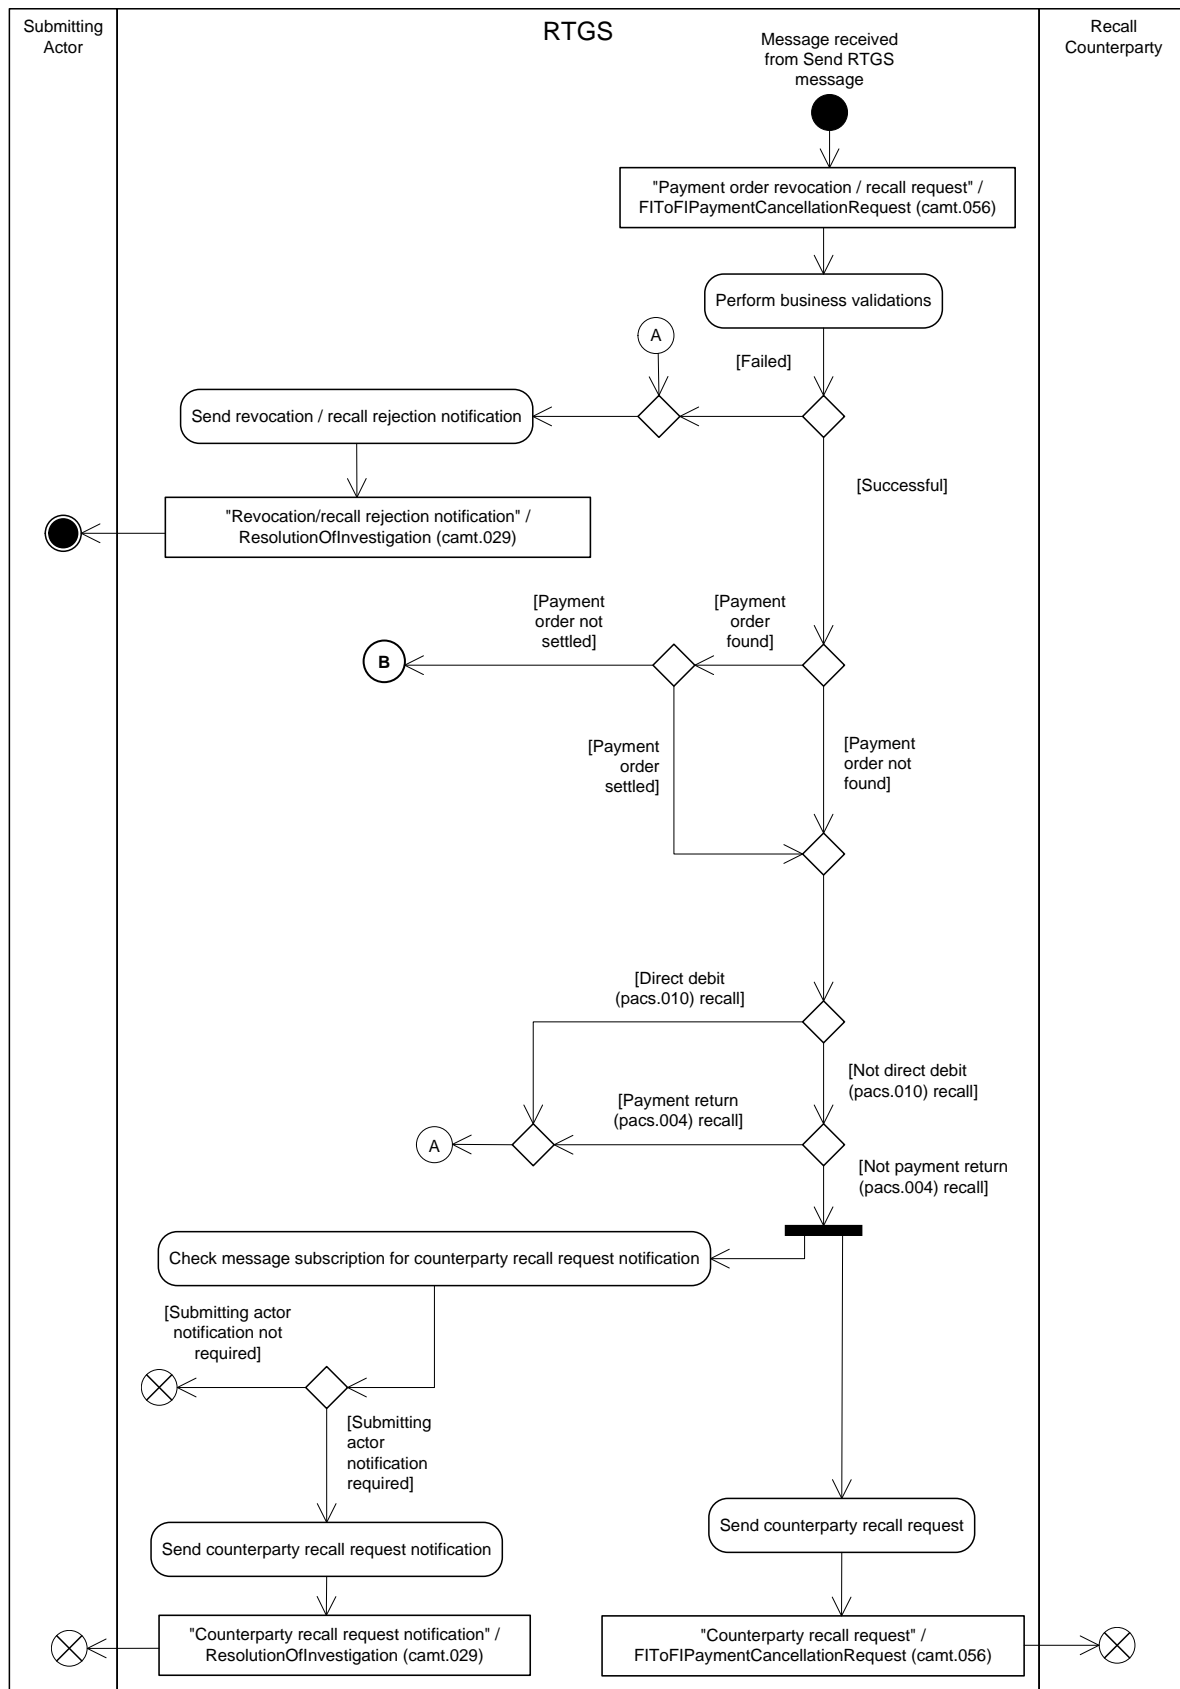 Submitting
Actor
RTGS
Recall
Counterparty
Message received
from Send RTGS
message
"Payment order revocation / recall request" /
FIToFIPaymentCancellationRequest (camt.056)
Perform business validations
A
[Failed]
Send revocation / recall rejection notification
[Successful]
"Revocation/recall rejection notification" /
ResolutionOfInvestigation (camt.029)
[Payment
order not
settled]
[Payment
order
found]
B
[Payment
order
settled]
[Payment
order not
found]
[Direct debit
(pacs.010) recall]
[Not direct debit
(pacs.010) recall]
[Payment return
(pacs.004) recall]
A
[Not payment return
(pacs.004) recall]
Check message subscription for counterparty recall request notification
[Submitting actor
notification not
required]
[Submitting
actor
notification
required]
Send counterparty recall request
Send counterparty recall request notification
"Counterparty recall request notification" /
ResolutionOfInvestigation (camt.029)
"Counterparty recall request" /
FIToFIPaymentCancellationRequest (camt.056)